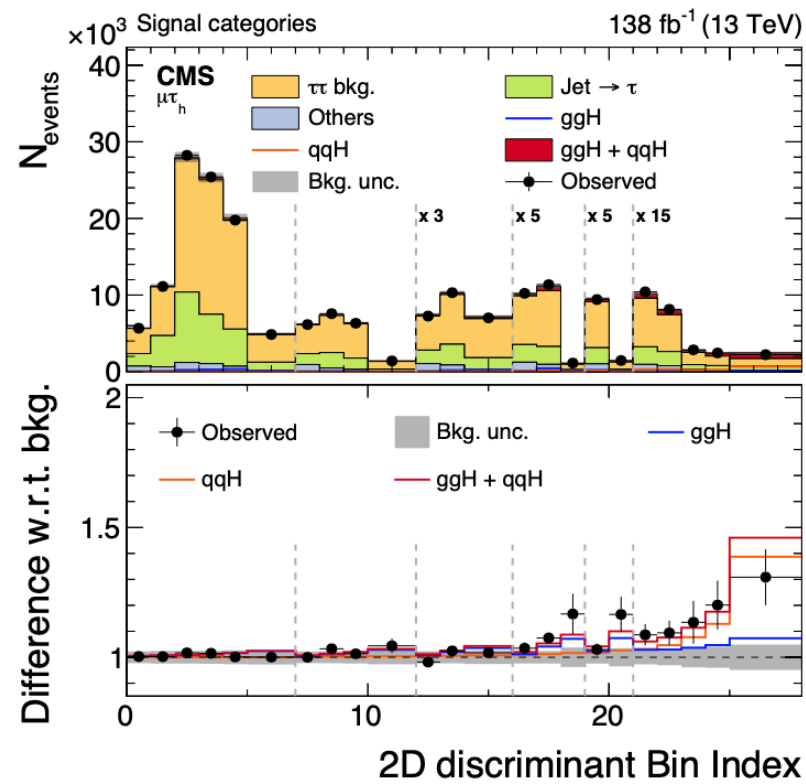 ×10³ Signal categories 138 fb⁻¹ (13 TeV)
CMS
μτₕ
ττ bkg. Jet → τ
Others ggH
qqH ggH + qqH
Bkg. unc. Observed
x 3 x 5 x 5 x 15
N_events
40
30
20
10
0
Difference w.r.t. bkg.
2
1.5
1
Observed Bkg. unc. ggH
qqH ggH + qqH
0 10 20
2D discriminant Bin Index